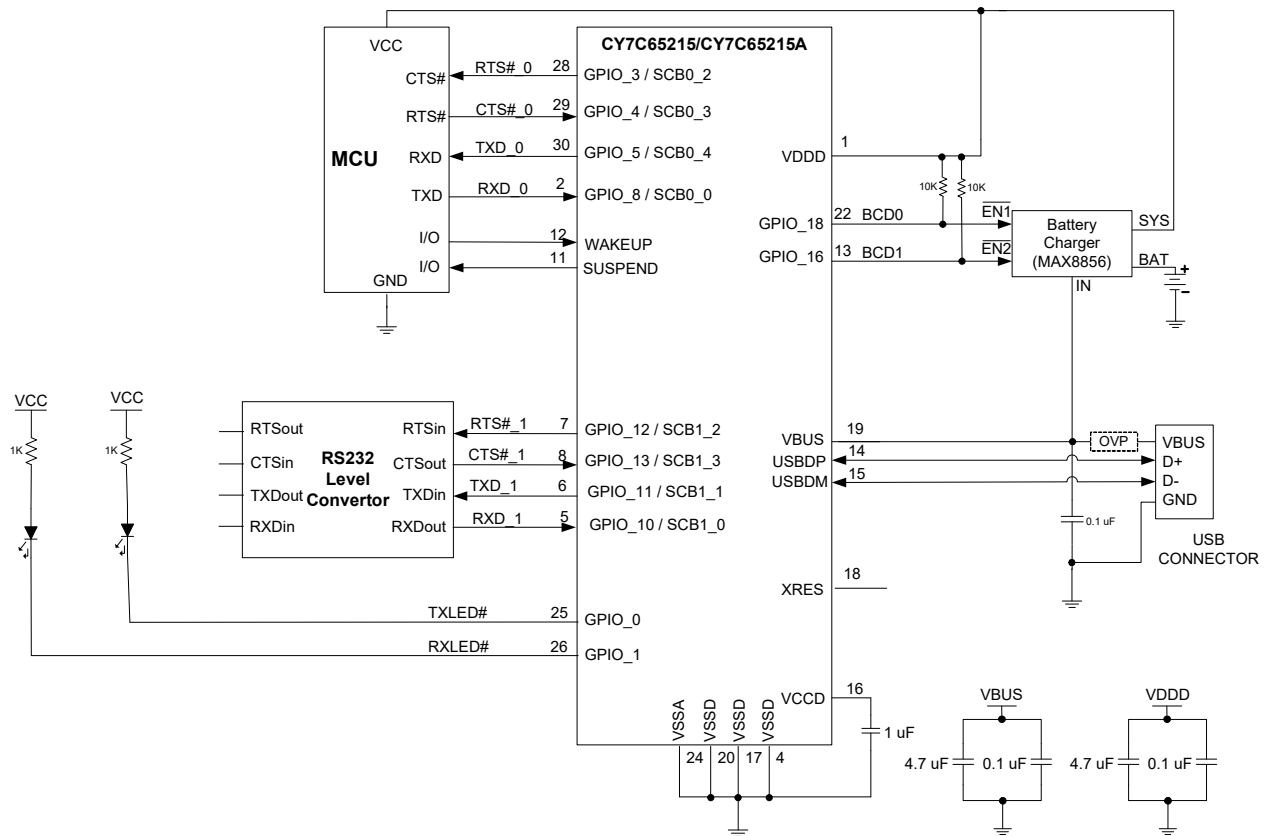 CY7C65215/CY7C65215A
VCC
MCU
CTS#
RTS#
RXD
TXD
I/O
I/O
GND
RTS#_0
28
GPIO_3 / SCB0_2
CTS#_0
29
GPIO_4 / SCB0_3
TXD_0
30
GPIO_5 / SCB0_4
RXD_0
2
GPIO_8 / SCB0_0
12
WAKEUP
11
SUSPEND
VDDD
1
10K
10K
GPIO_18
22
BCD0
EN1
GPIO_16
13
BCD1
EN2
Battery
Charger
(MAX8856)
SYS
BAT
IN
+
-
VCC
VCC
1K
1K
RTSout
CTSin
TXDout
RXDin
RS232
Level
Convertor
RTSin
CTSout
TXDin
RXDout
RTS#_1
7
GPIO_12 / SCB1_2
CTS#_1
8
GPIO_13 / SCB1_3
TXD_1
6
GPIO_11 / SCB1_1
RXD_1
5
GPIO_10 / SCB1_0
VBUS
19
OVP
VBUS
USBDP
14
D+
USBDM
15
D-
GND
0.1 uF
USB
CONNECTOR
XRES
18
TXLED#
25
GPIO_0
RXLED#
26
GPIO_1
VCCD
16
1 uF
VSSA
VSSD
VSSD
VSSD
24
20
17
4
VBUS
4.7 uF
0.1 uF
VDDD
4.7 uF
0.1 uF